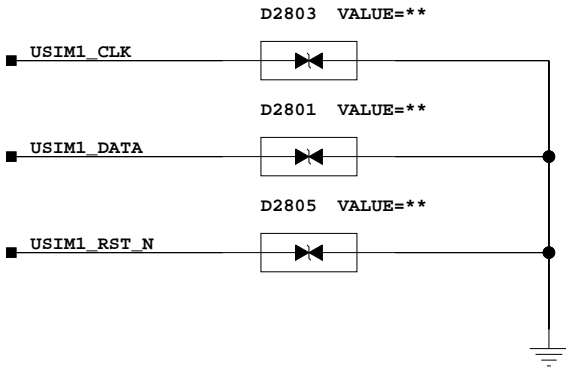 D2803 VALUE=**
USIM1_CLK
D2801 VALUE=**
USIM1_DATA
D2805 VALUE=**
USIM1_RST_N